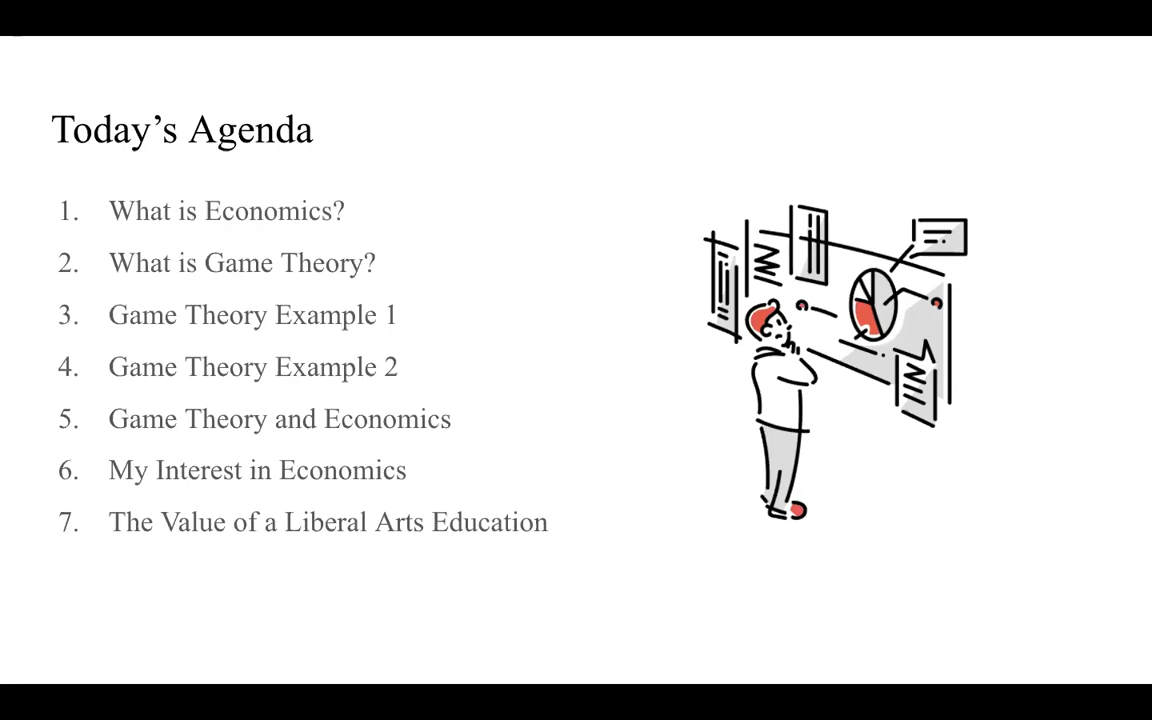 Today’s Agenda
1. What is Economics?
2. What is Game Theory?
3. Game Theory Example 1
4. Game Theory Example 2
5. Game Theory and Economics
6. My Interest in Economics
7. The Value of a Liberal Arts Education